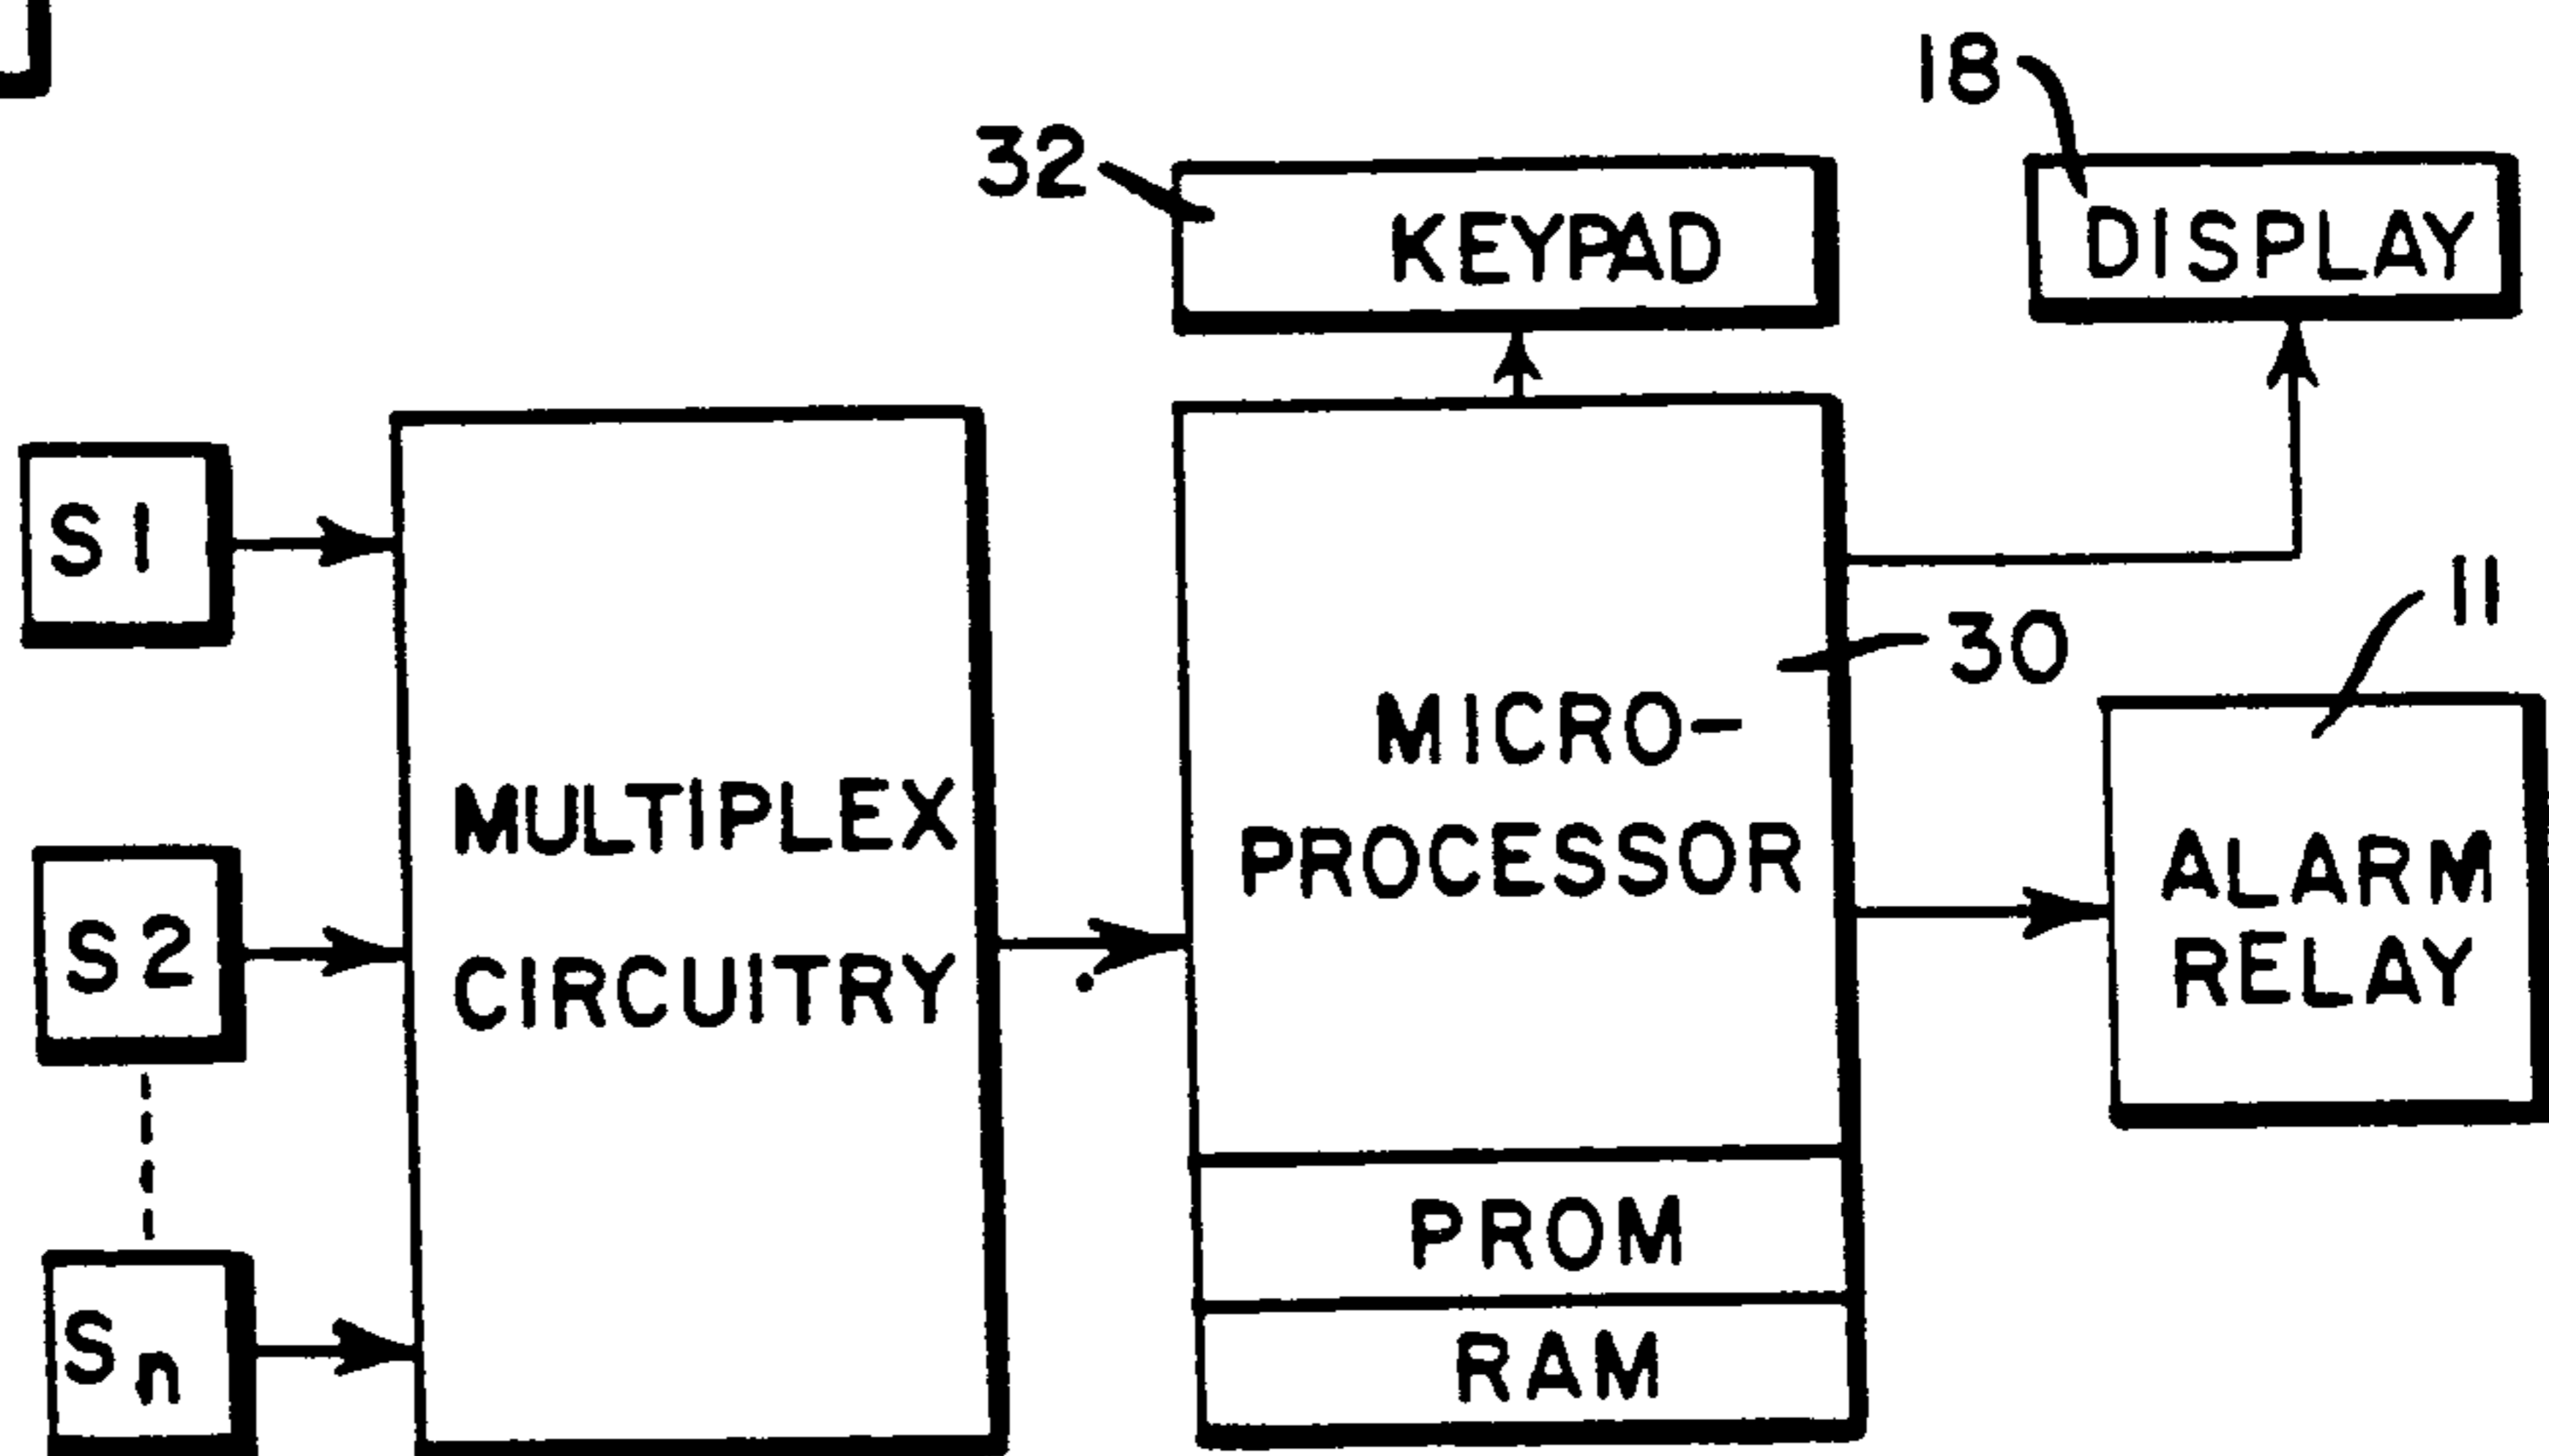 18
32
KEYPAD
DISPLAY
S1
11
30
MICRO-
MULTIPLEX
PROCESSOR
ALARM
S2
CIRCUITRY
RELAY
PROM
Sn
RAM